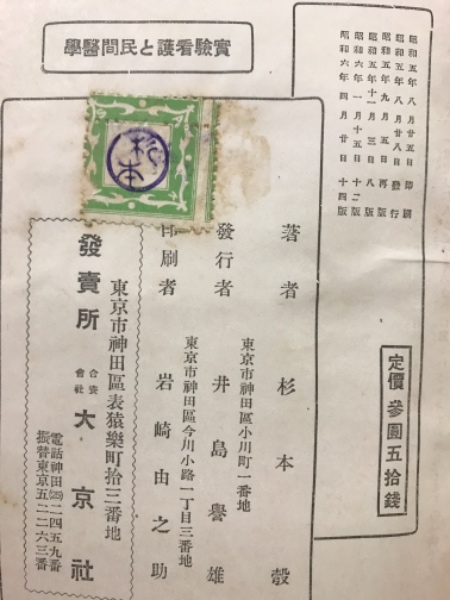 實驗看護と民間醫學
昭和五年八月廿五日印刷
昭和五年八月廿八日發行
昭和五年九月五日再版
昭和五年十一月三日八版
昭和六年一月十五日十二版
昭和六年四月廿日十四版
定價 參圓五拾錢
著者 杉本
東京市神田區小川町一番地
發行者 井島譽雄
東京市神田區今川小路一丁目三番地
印刷者 岩崎由之助
東京市神田區表猿樂町拾三番地
發賣所 合資會社 大京社
電話神田㉕二四五九番
振替東京五二二六三番
杉本